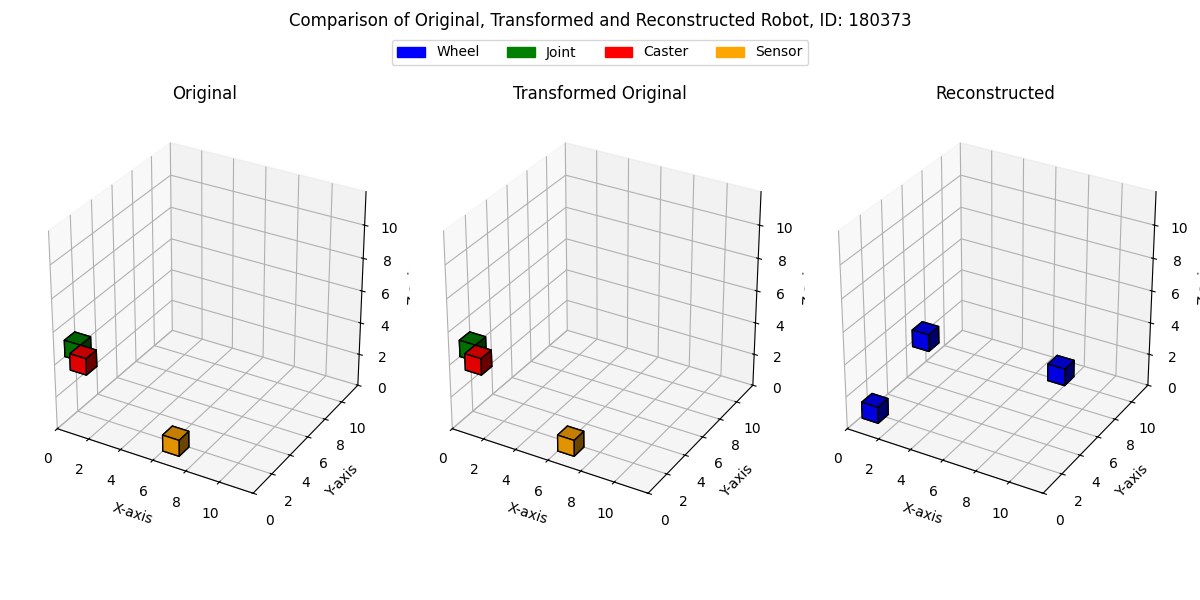 Comparison of Original, Transformed and Reconstructed Robot, ID: 180373
Wheel Joint Caster Sensor
Original Transformed Original Reconstructed
10 10 10
8 8 8
6 6 6
4 4 4
2 2 2
0 0 0
0 2 4 6 8 10 0 2 4 6 8 10
X-axis Y-axis
0 2 4 6 8 10 0 2 4 6 8 10
X-axis Y-axis
0 2 4 6 8 10 0 2 4 6 8 10
X-axis Y-axis